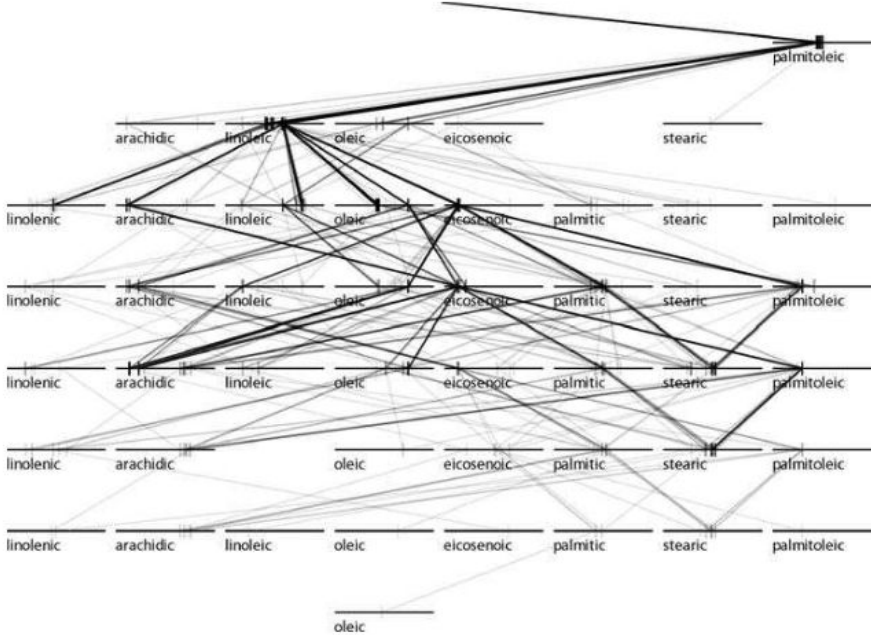 palmitoleic
arachidic linoleic oleic eicosenoic stearic
linolenic arachidic linoleic oleic eicosenoic palmitic stearic palmitoleic
linolenic arachidic linoleic oleic eicosenoic palmitic stearic palmitoleic
linolenic arachidic linoleic oleic eicosenoic palmitic stearic palmitoleic
linolenic arachidic oleic eicosenoic palmitic stearic palmitoleic
linolenic arachidic linoleic oleic eicosenoic palmitic stearic palmitoleic
oleic